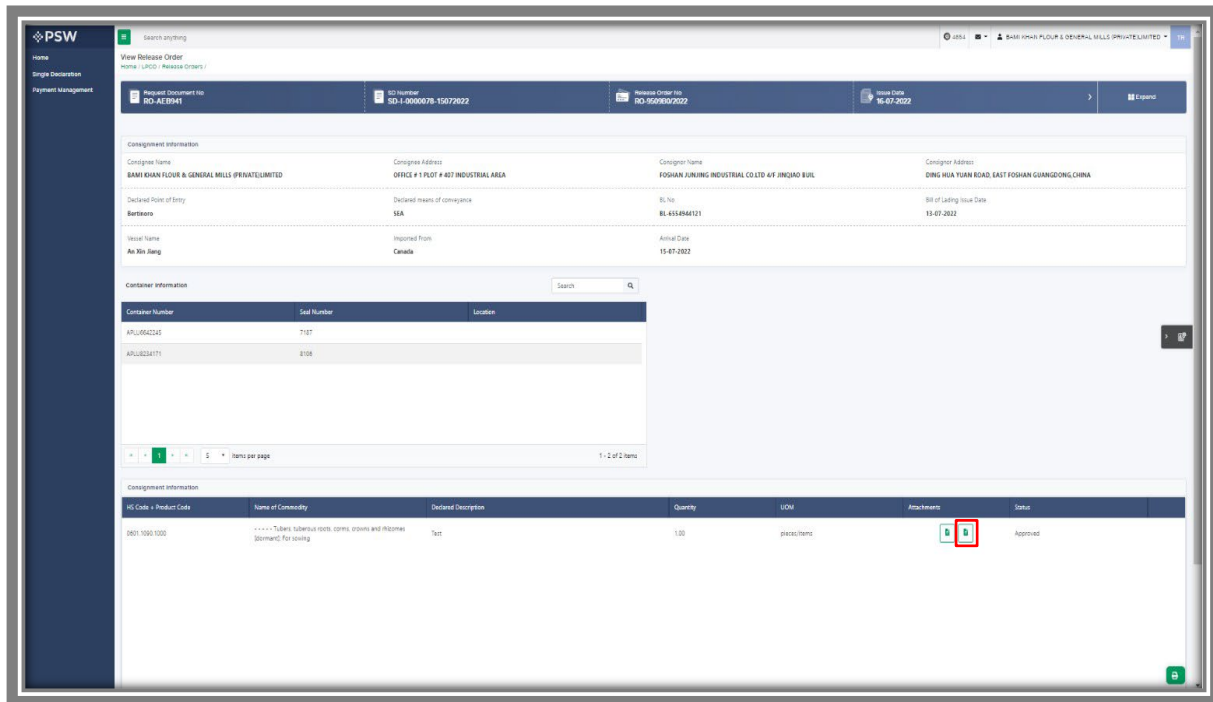 PSW
Search anything
4854
BAMI KHAN FLOUR & GENERAL MILLS (PRIVATE)LIMITED
Home
Single Declaration
Payment Management
View Release Order
Home / LPCO / Release Orders /
Request Document No
RO-AEB941
SD Number
SD-I-0000078-15072022
Release Order No
RO-9509B0/2022
Issue Date
16-07-2022
Expand
Consignment Information
Consignee Name
BAMI KHAN FLOUR & GENERAL MILLS (PRIVATE)LIMITED
Consignee Address
OFFICE # 1 PLOT # 407 INDUSTRIAL AREA
Consignor Name
FOSHAN JUNJING INDUSTRIAL CO.LTD 4/F JINQIAO BUIL
Consignor Address
DING HUA YUAN ROAD, EAST FOSHAN GUANGDONG,CHINA
Declared Point of Entry
Bertinoro
Declared means of conveyance
SEA
BL No
BL-6554944121
Bill of Lading Issue Date
13-07-2022
Vessel Name
An Xin Jiang
Imported From
Canada
Arrival Date
15-07-2022
Container Information
Search
Container Number Seal Number Location
APLU6642245 7187
APLU8234171 8108
1 5 items per page 1 - 2 of 2 items
Consignment Information
HS Code + Product Code Name of Commodity Declared Description Quantity UOM Attachments Status
0601.1090.1000 - - - - - Tubers, tuberous roots, corms, crowns and rhizomes (dormant): For sowing Test 1.00 pieces/items Approved